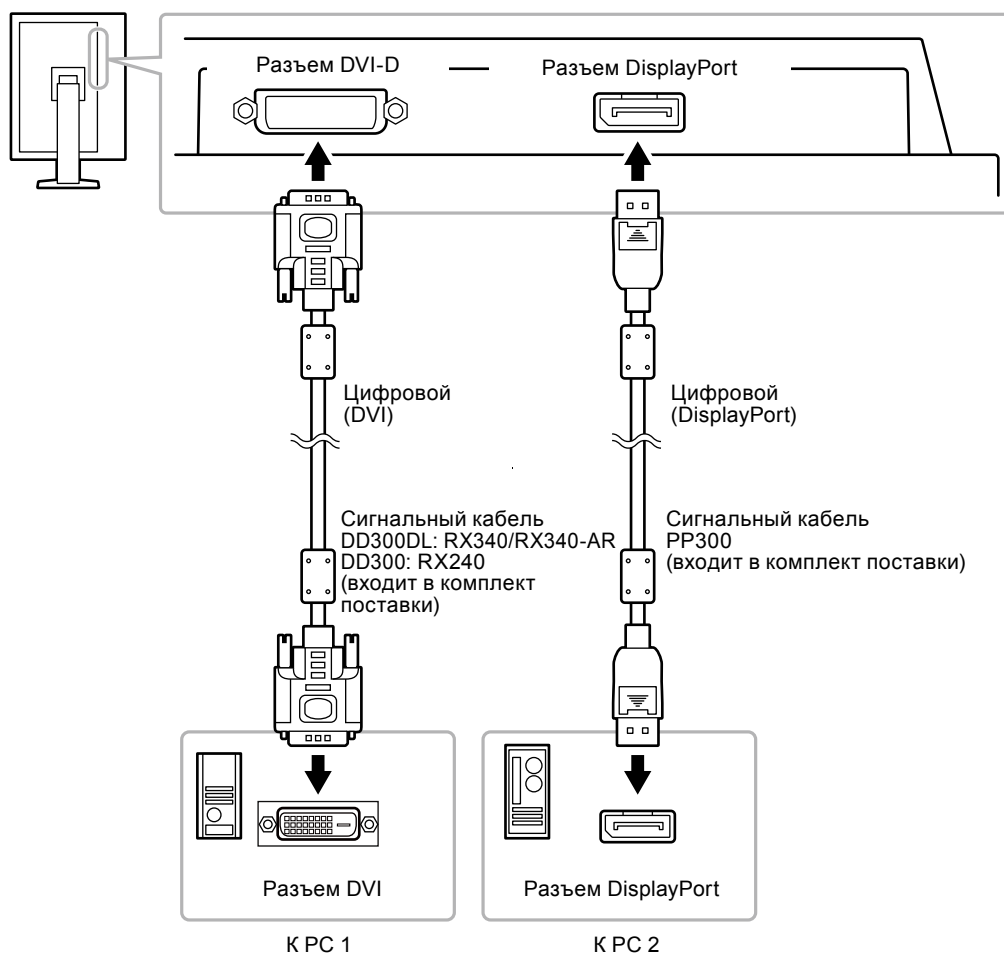 Разъем DVI-D
Разъем DisplayPort
Цифровой
(DVI)
Цифровой
(DisplayPort)
Сигнальный кабель
DD300DL: RX340/RX340-AR
DD300: RX240
(входит в комплект
поставки)
Сигнальный кабель
PP300
(входит в комплект поставки)
Разъем DVI
Разъем DisplayPort
К PC 1
К PC 2